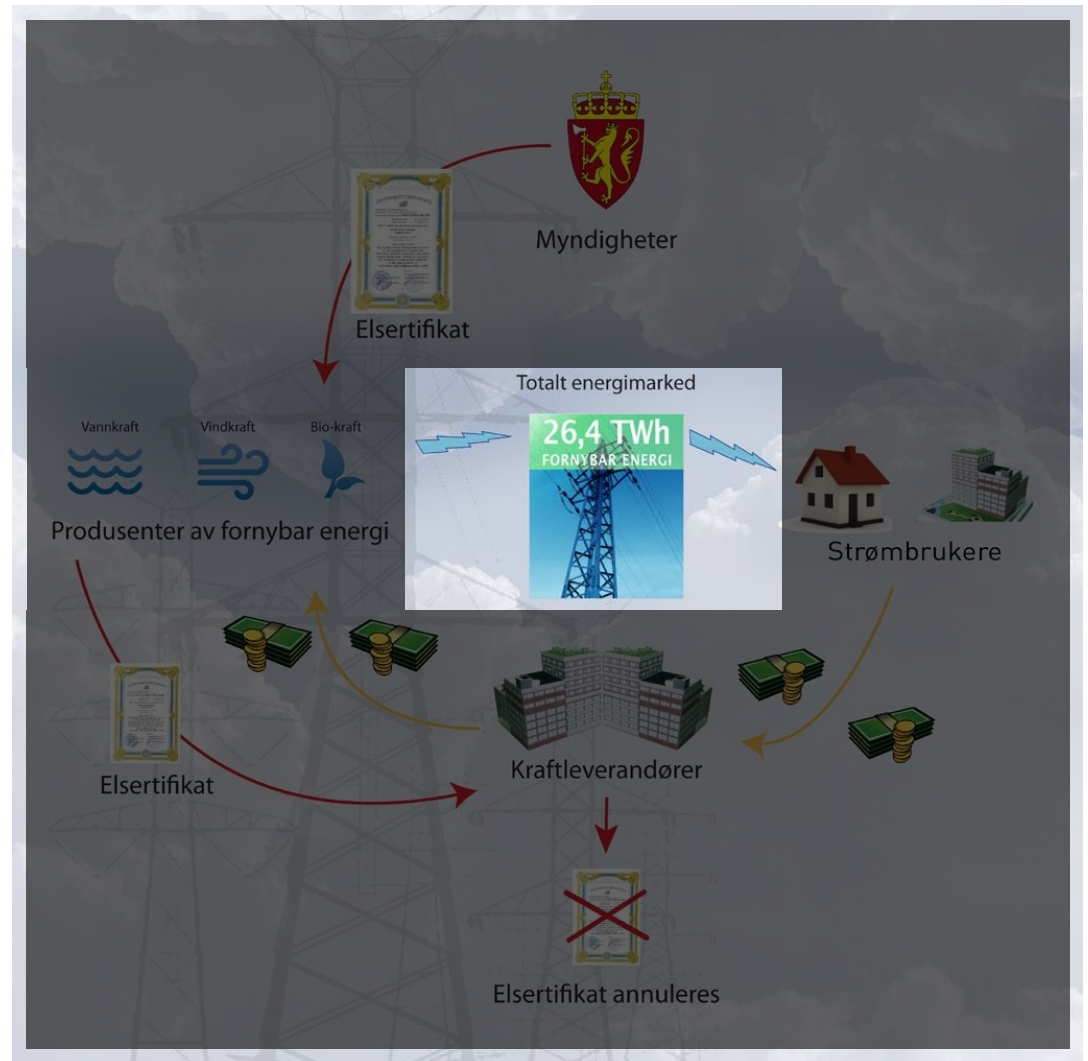 Myndigheter
Elsertifikat
Totalt energimarked
Vannkraft
Vindkraft
Bio-kraft
26,4 TWh
FORNYBAR ENERGI
Produsenter av fornybar energi
Strømbrukere
Elsertifikat
Kraftleverandører
Elsertifikat annuleres